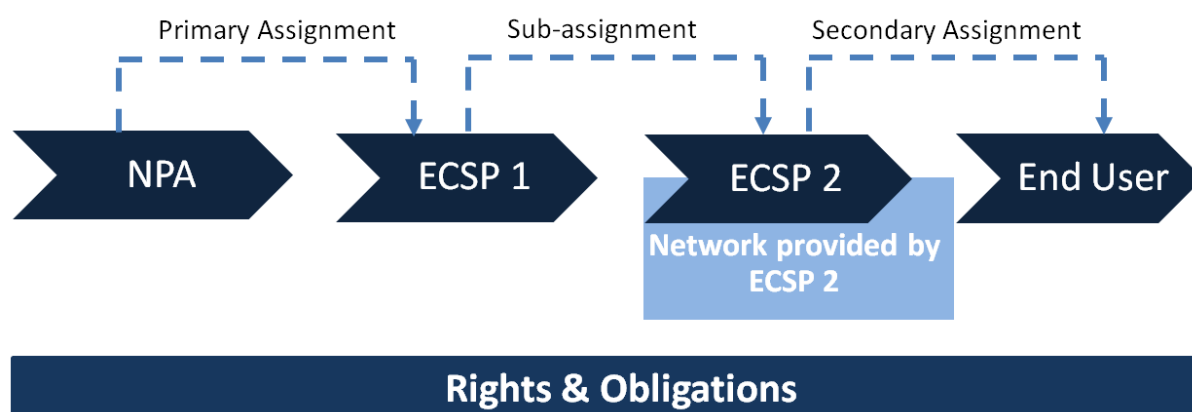 Primary Assignment
Sub-assignment
Secondary Assignment
NPA
ECSP 1
ECSP 2
End User
Network provided by
ECSP 2
Rights & Obligations